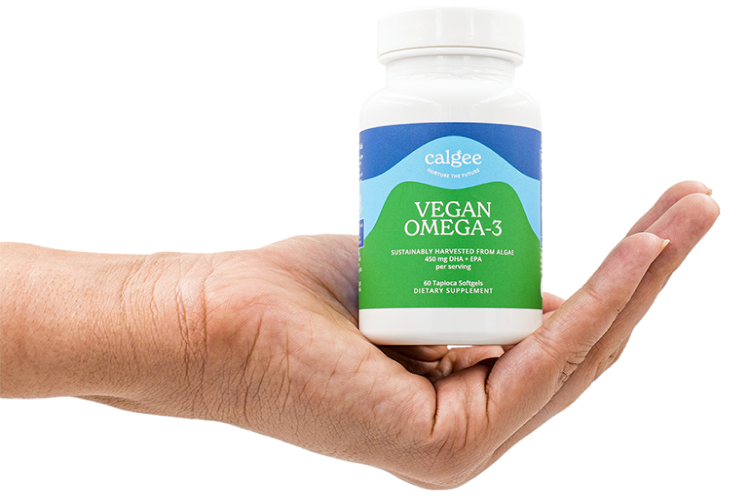 calgee
NURTURE THE FUTURE
VEGAN
OMEGA-3
SUSTAINABLY HARVESTED FROM ALGAE
450 mg DHA + EPA
per serving
60 Tapioca Softgels
DIETARY SUPPLEMENT